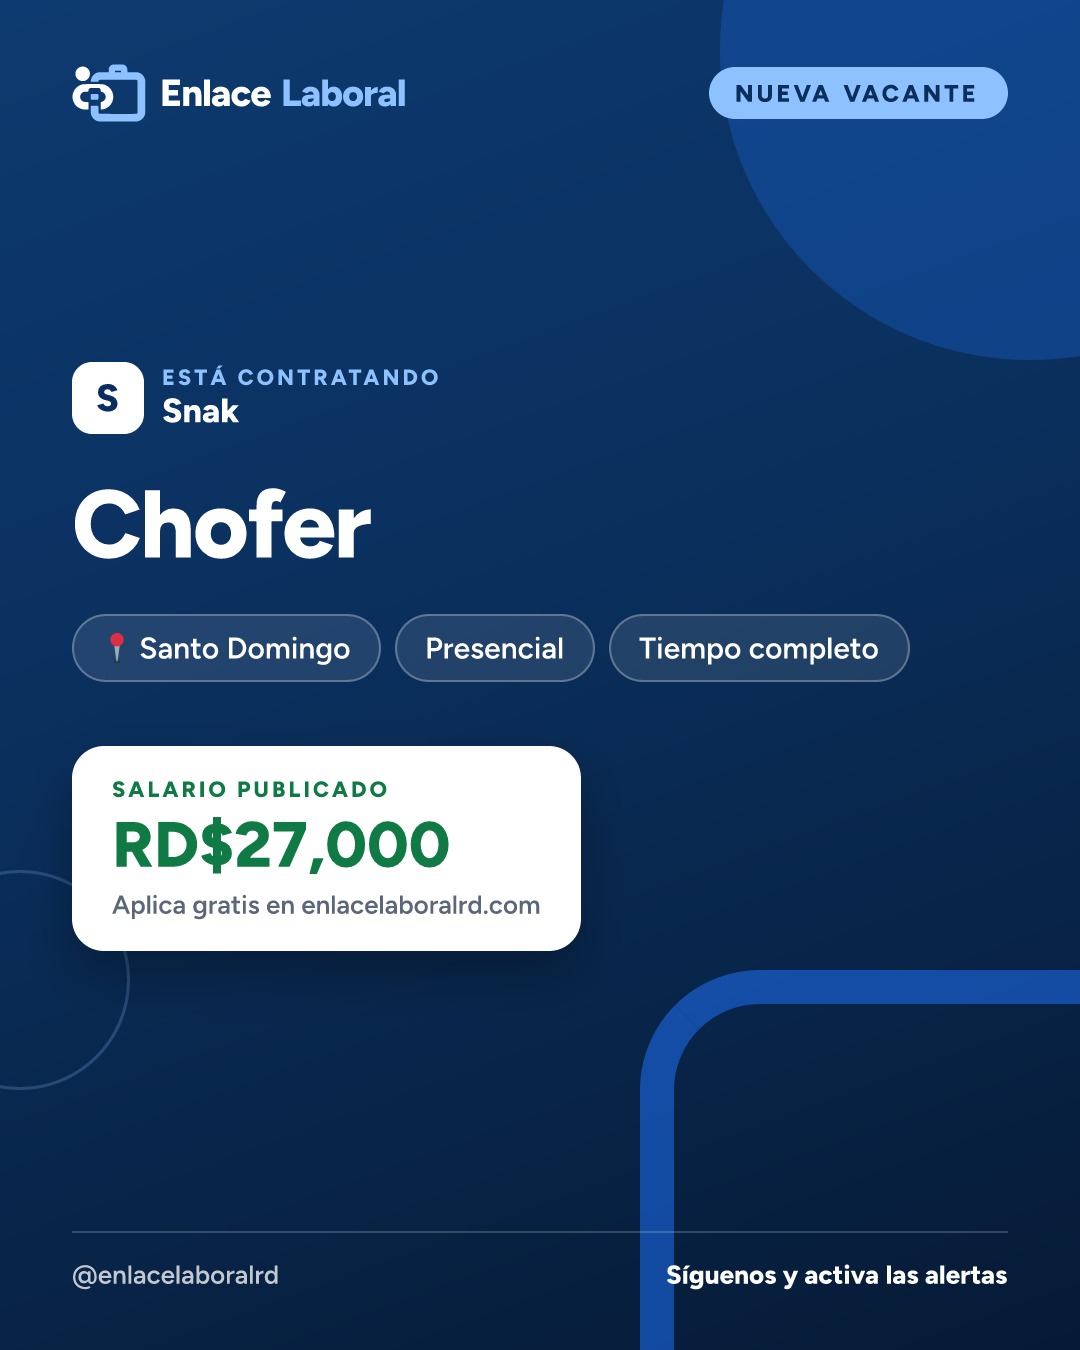 Enlace Laboral
NUEVA VACANTE
S
ESTÁ CONTRATANDO
Snak
Chofer
📍 Santo Domingo
Presencial
Tiempo completo
SALARIO PUBLICADO
RD$27,000
Aplica gratis en enlacelaboralrd.com
@enlacelaboralrd
Síguenos y activa las alertas